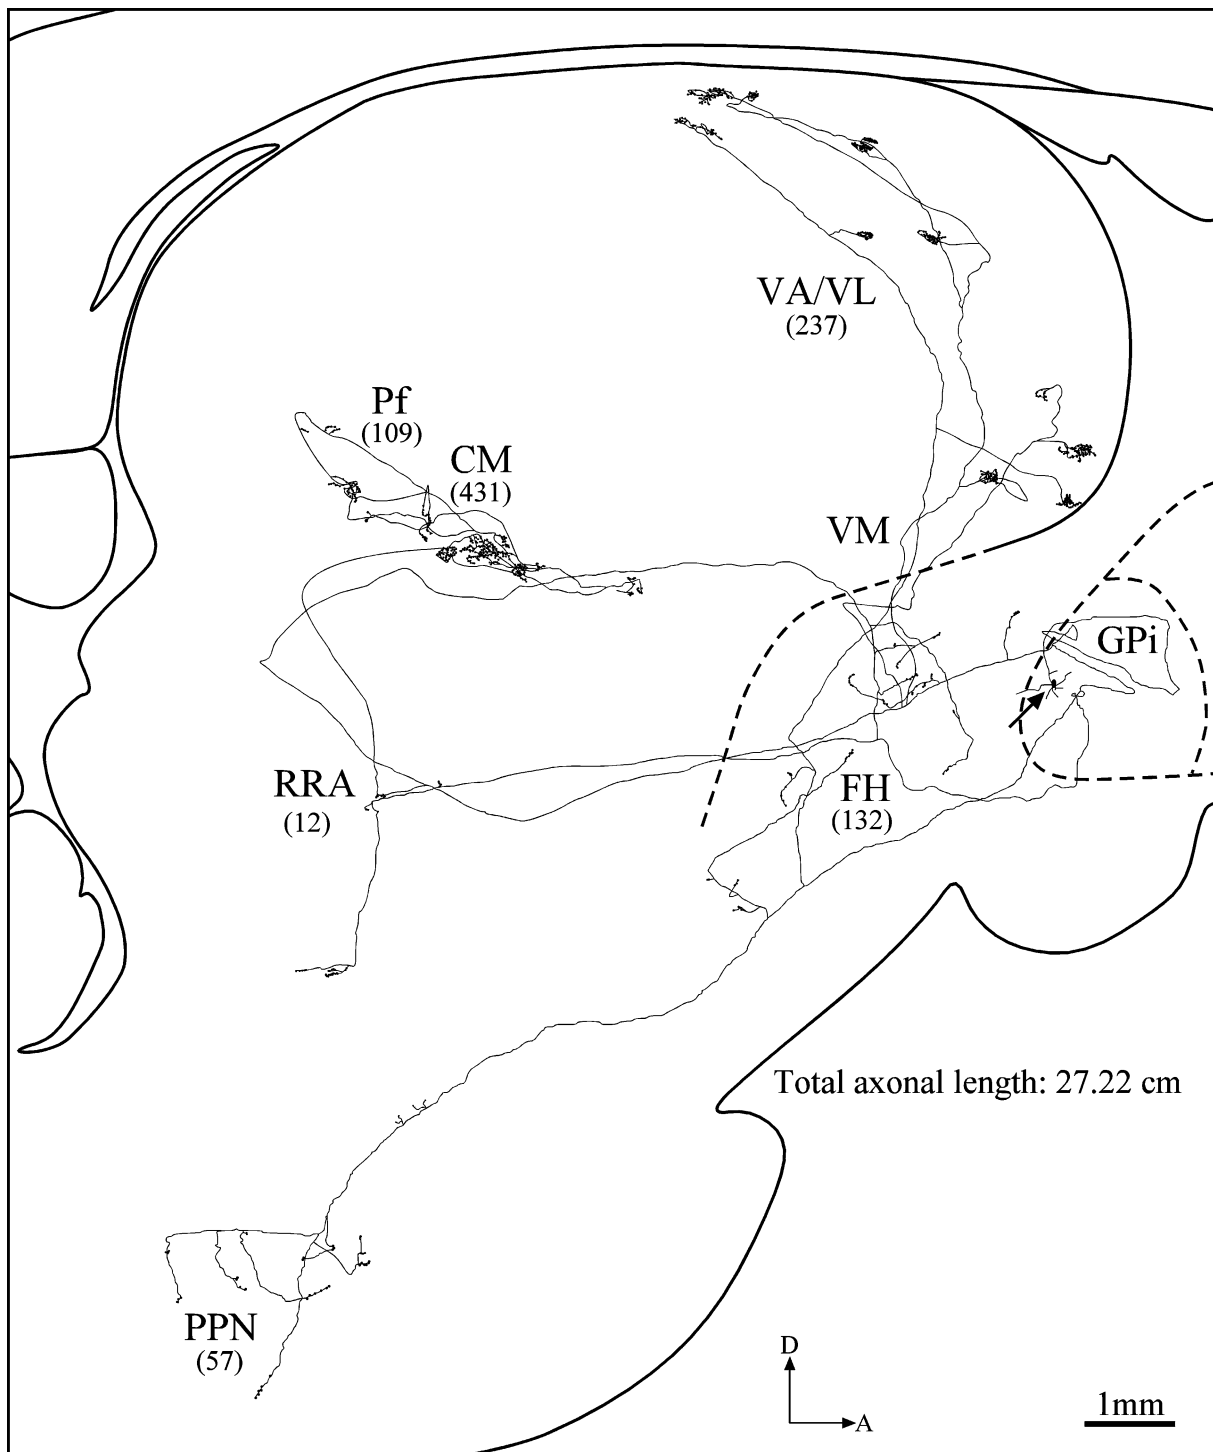 VA/VL
(237)
Pf
(109)
CM
(431)
VM
GPi
RRA
(12)
FH
(132)
Total axonal length: 27.22 cm
PPN
(57)
D
A
1mm